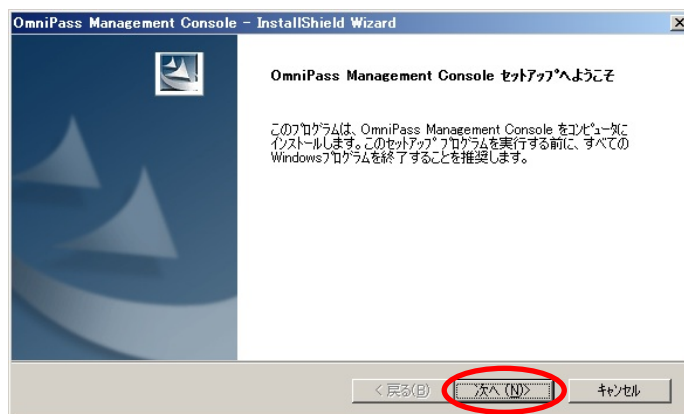 OmniPass Management Console - InstallShield Wizard
OmniPass Management Console ｾｯﾄｱｯﾌﾟへようこそ
このﾌﾟﾛｸﾞﾗﾑは、OmniPass Management Console をｺﾝﾋﾟｭｰﾀに
ｲﾝｽﾄｰﾙします。このｾｯﾄｱｯﾌﾟ ﾌﾟﾛｸﾞﾗﾑを実行する前に、すべての
Windowsﾌﾟﾛｸﾞﾗﾑを終了することを推奨します。
< 戻る(B) 次へ (N)> ｷｬﾝｾﾙ